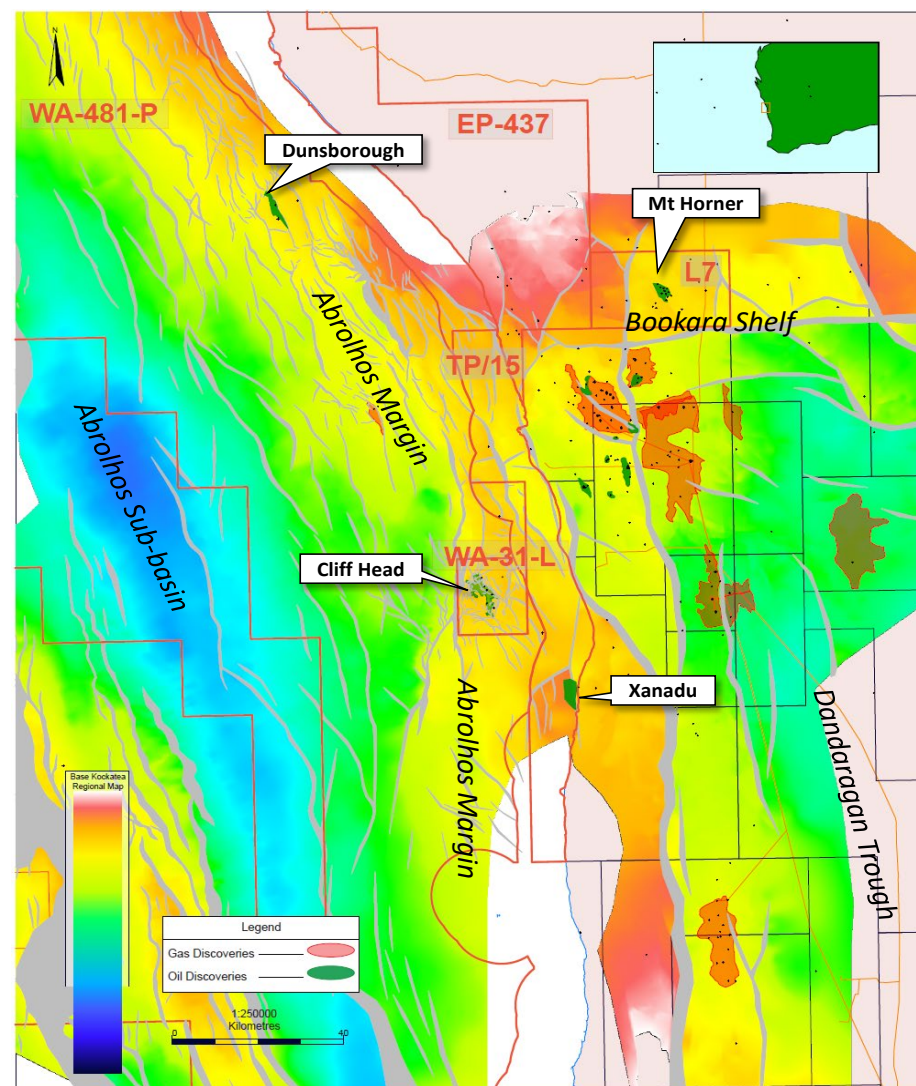 N
WA-481-P
EP-437
Dunsborough
Mt Horner
L7
Bookara Shelf
Abrolhos Margin
TP/15
Abrolhos Sub-basin
WA-31-L
Cliff Head
Xanadu
Abrolhos Margin
Dandaragan Trough
Base Kockatea
Regional Map
Legend
Gas Discoveries
Oil Discoveries
1:250000
Kilometres
0
40